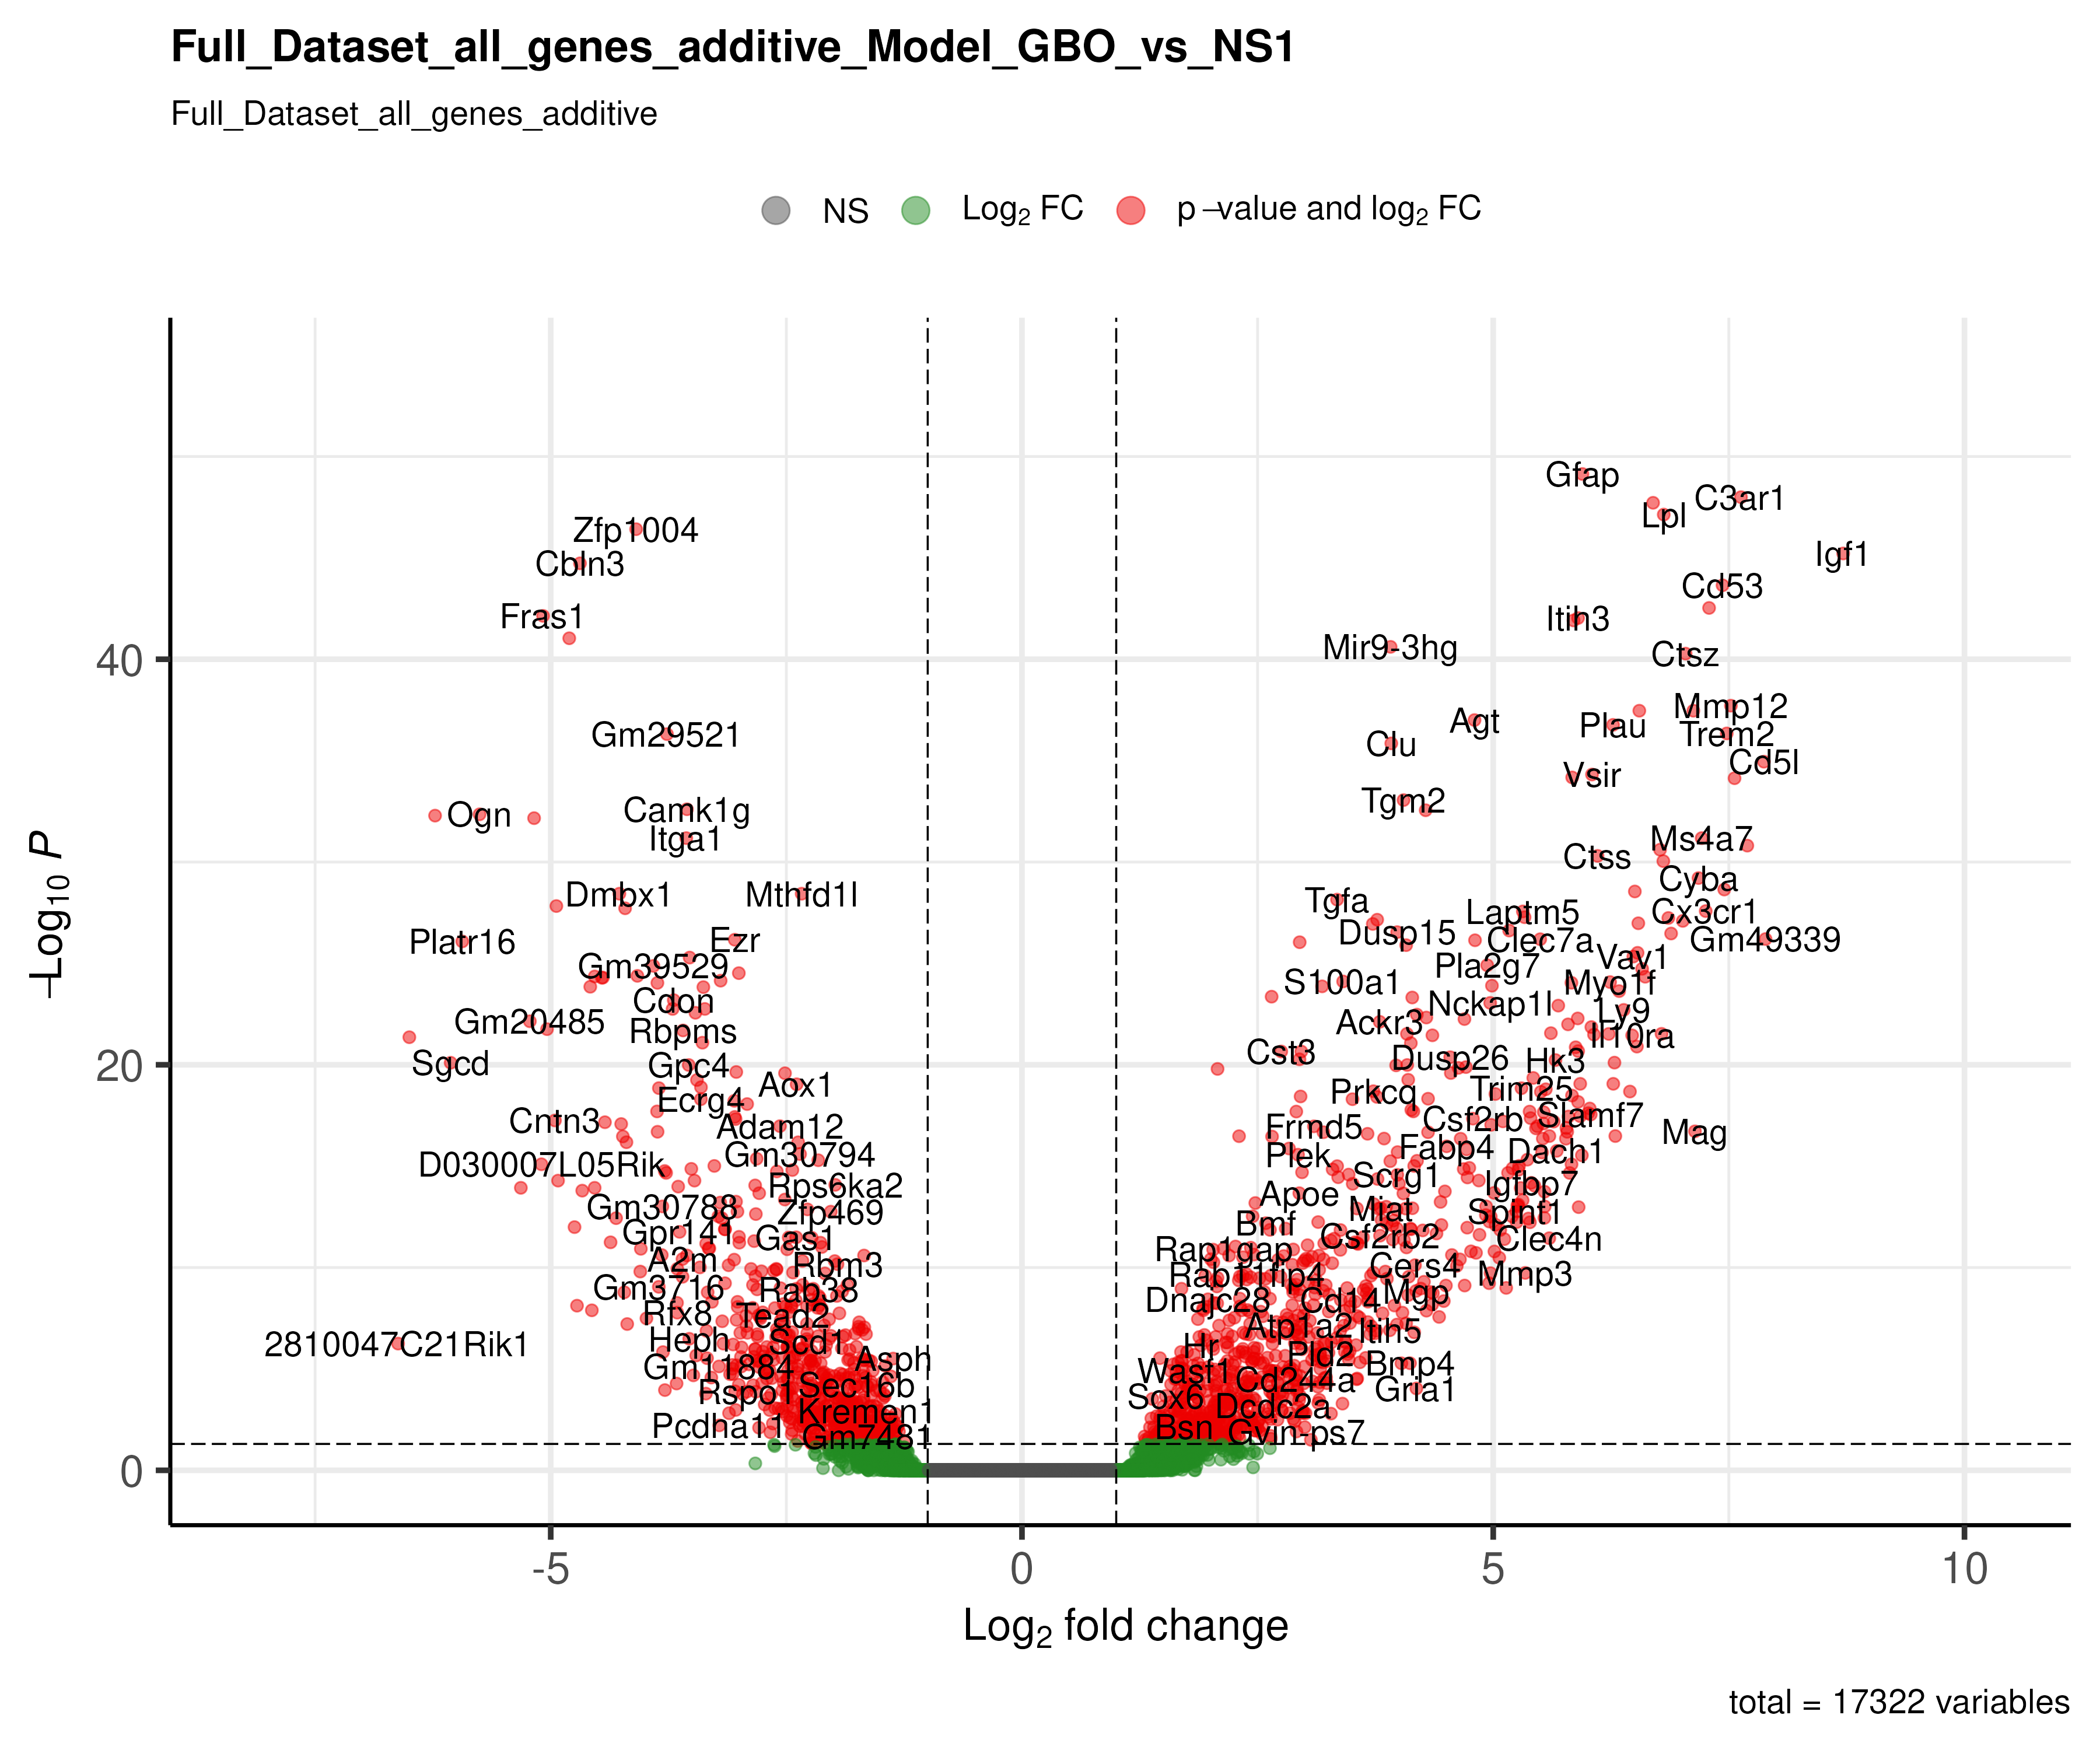 Full_Dataset_all_genes_additive_Model_GBO_vs_NS1
Full_Dataset_all_genes_additive
NS Log2 FC p–value and log2 FC
–Log10 P
40
20
0
Gfap
C3ar1
Lpl
Zfp1004
Igf1
Cbln3
Cd53
Fras1
Itih3
Mir9-3hg
Ctsz
Mmp12
Agt
Plau
Gm29521
Trem2
Clu
Cd5l
Vsir
Tgm2
Camk1g
Ogn
Itga1
Ms4a7
Ctss
Cyba
Dmbx1
Mthfd1l
Tgfa
Laptm5
Cx3cr1
Dusp15
Platr16
Ezr
Clec7a
Gm49339
Vav1
Gm39529
Pla2g7
S100a1
Myo1f
Cdon
Nckap1l
Ly9
Gm20485
Ackr3
Rbpms
Il10ra
Cst3
Dusp26
Hk3
Sgcd
Gpc4
Aox1
Prkcq
Trim25
Ecrg4
Cntn3
Csf2rb
Slamf7
Adam12
Frmd5
Mag
Fabp4
Dach1
Gm30794
Plek
D030007L05Rik
Scrg1
Igfbp7
Rps6ka2
Apoe
Gm30788
Zfp469
Miat
Spint1
Bmf
Gpr141
Gas1
Csf2rb2
Clec4n
Rap1gap
A2m
Rbm3
Cers4
Rab11fip4
Mmp3
Gm3716
Rab38
Mgp
Dnajc28
Cd14
Rfx8
Tead2
Atp1a2
Itih5
2810047C21Rik1
Heph
Scd1
Hr
Pld2
Asph
Bmp4
Gm11884
Wasf1
Cd244a
Gria1
Rspo1
Sec16b
Sox6
Dcdc2a
Kremen1
Pcdha11
Bsn
Gvin-ps7
Gm7481
-5
0
5
10
Log2 fold change
total = 17322 variables